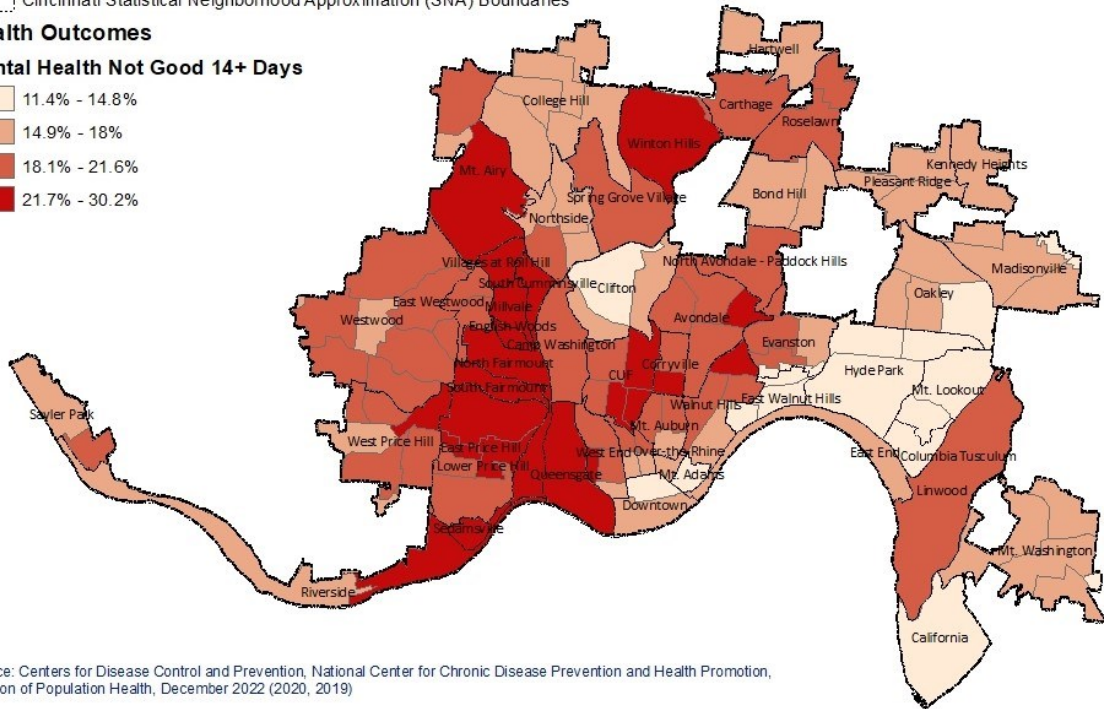 Cincinnati Statistical Neighborhood Approximation (SNA) Boundaries
alth Outcomes
ntal Health Not Good 14+ Days
11.4% - 14.8%
14.9% - 18%
18.1% - 21.6%
21.7% - 30.2%
Hartwell
College Hill
Carthage
Roselawn
Winton Hills
Mt. Airy
Kennedy Heights
Pleasant Ridge
Bond Hill
Spring Grove Village
Northside
Villages at Roll Hill
North Avondale - Paddock Hills
Madisonville
South Cumminsville
Clifton
Oakley
East Westwood
Millvale
Westwood
Avondale
English Woods
Camp Washington
Evanston
North Fairmount
Corryville
Hyde Park
CUF
South Fairmount
Mt. Lookout
East Walnut Hills
Walnut Hills
Sayler Park
Mt. Auburn
West Price Hill
East Price Hill
West End
Over-the-Rhine
East End
Columbia Tusculum
Lower Price Hill
Queensgate
Mt. Adams
Linwood
Downtown
Sedamsville
Mt. Washington
Riverside
California
ce: Centers for Disease Control and Prevention, National Center for Chronic Disease Prevention and Health Promotion,
on of Population Health, December 2022 (2020, 2019)